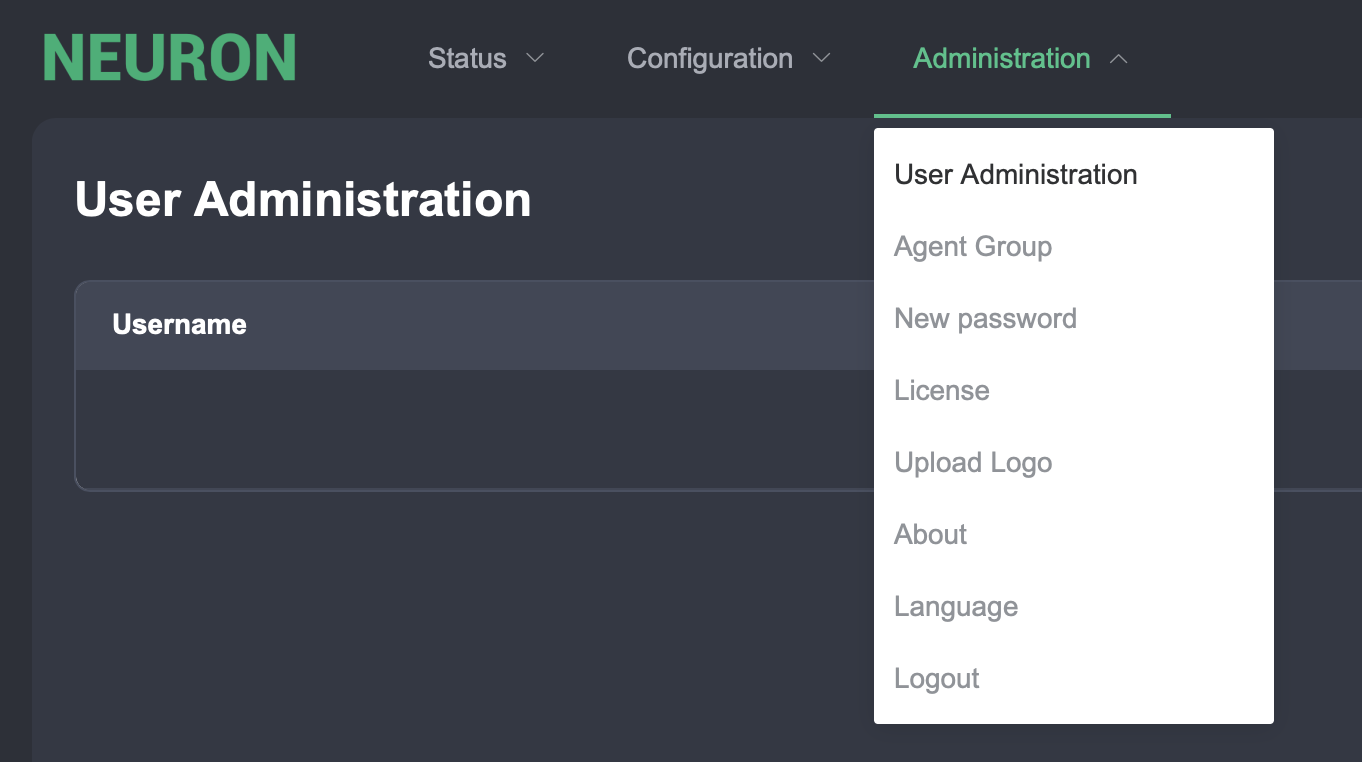 NEURON
Status
Configuration
Administration
User Administration
Username
User Administration
Agent Group
New password
License
Upload Logo
About
Language
Logout